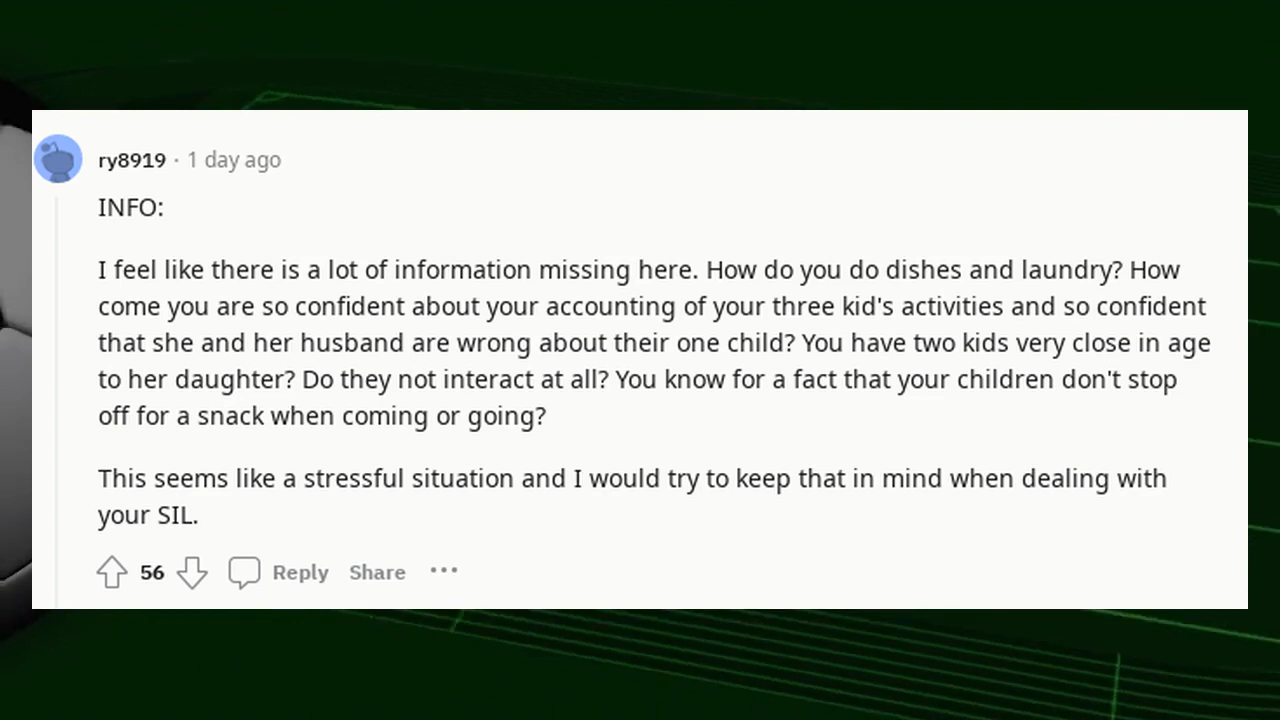 ry8919 · 1 day ago
INFO:
I feel like there is a lot of information missing here. How do you do dishes and laundry? How
come you are so confident about your accounting of your three kid's activities and so confident
that she and her husband are wrong about their one child? You have two kids very close in age
to her daughter? Do they not interact at all? You know for a fact that your children don't stop
off for a snack when coming or going?
This seems like a stressful situation and I would try to keep that in mind when dealing with
your SIL.
56 Reply Share ···